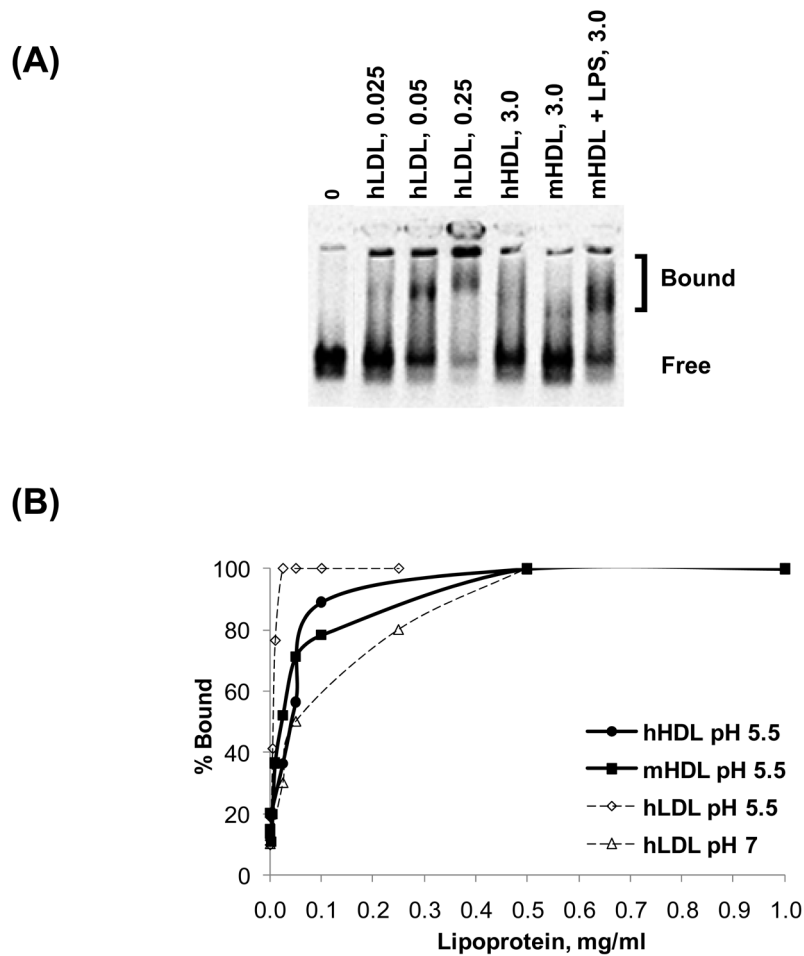 (A)
0
hLDL, 0.025
hLDL, 0.05
hLDL, 0.25
hHDL, 3.0
mHDL, 3.0
mHDL + LPS, 3.0
Bound
Free
(B)
% Bound
100
80
60
40
20
0
hHDL pH 5.5
mHDL pH 5.5
hLDL pH 5.5
hLDL pH 7
0.0 0.1 0.2 0.3 0.4 0.5 0.6 0.7 0.8 0.9 1.0
Lipoprotein, mg/ml